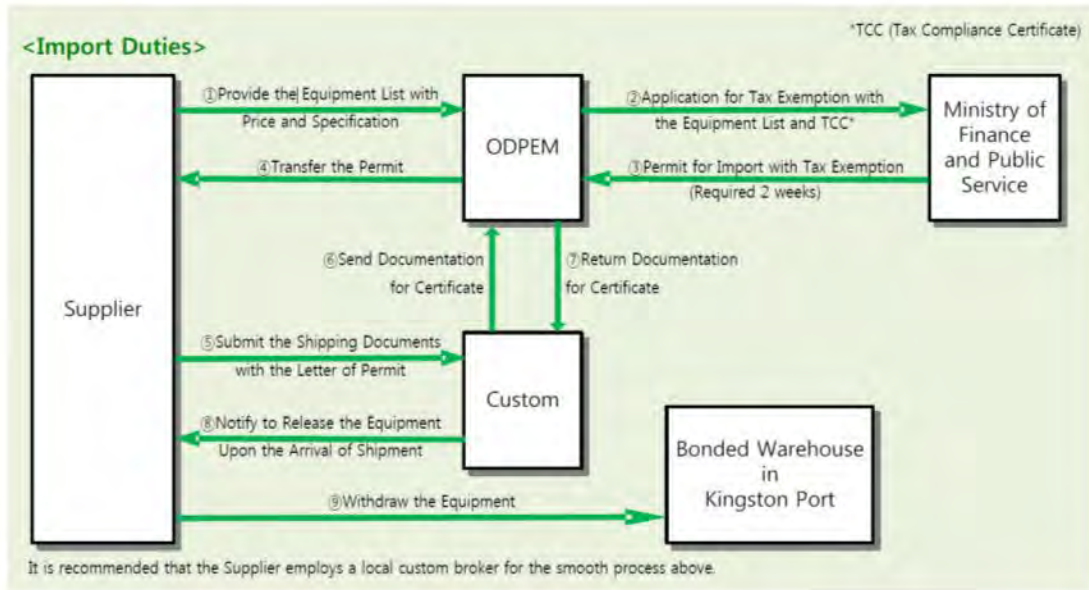 *TCC (Tax Compliance Certificate)
<Import Duties>
①Provide the Equipment List with
Price and Specification
②Application for Tax Exemption with
the Equipment List and TCC*
ODPEM
Ministry of
Finance
and Public
Service
④Transfer the Permit
③Permit for Import with Tax Exemption
(Required 2 weeks)
⑥Send Documentation
for Certificate
⑦Return Documentation
for Certificate
Supplier
⑤Submit the Shipping Documents
with the Letter of Permit
Custom
⑧Notify to Release the Equipment
Upon the Arrival of Shipment
Bonded Warehouse
in
Kingston Port
⑨Withdraw the Equipment
It is recommended that the Supplier employs a local custom broker for the smooth process above.